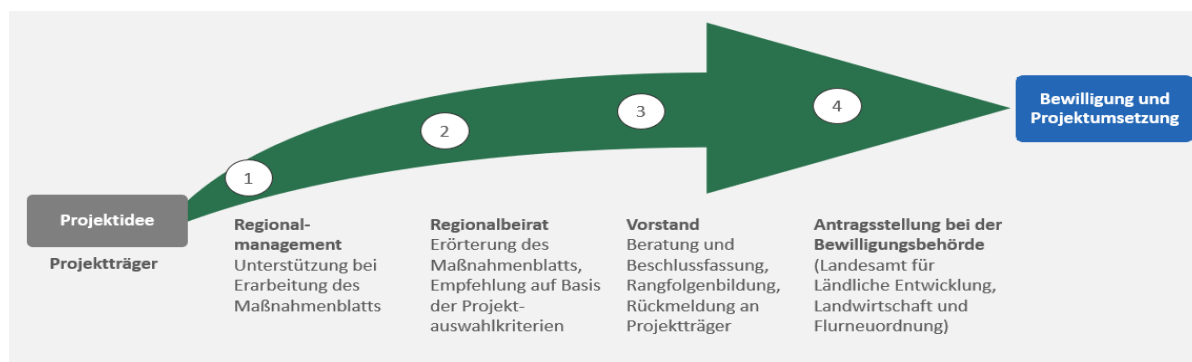 Projektidee
Projektträger
1
Regional-
management
Unterstützung bei
Erarbeitung des
Maßnahmenblatts
2
Regionalbeirat
Erörterung des
Maßnahmenblatts,
Empfehlung auf Basis
der Projekt-
auswahlkriterien
3
Vorstand
Beratung und
Beschlussfassung,
Rangfolgenbildung,
Rückmeldung an
Projektträger
4
Antragsstellung bei der
Bewilligungsbehörde
(Landesamt für
Ländliche Entwicklung,
Landwirtschaft und
Flurneuordnung)
Bewilligung und
Projektumsetzung